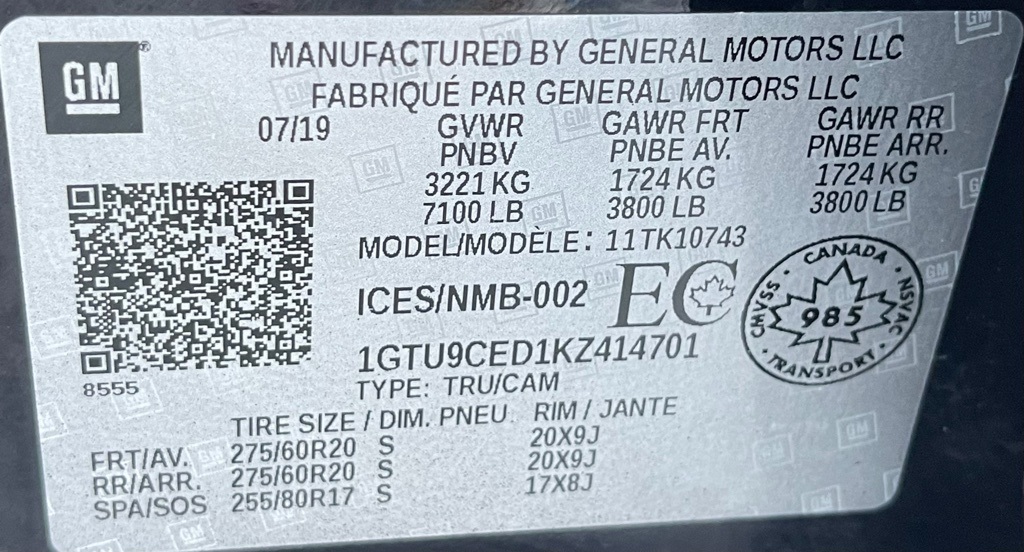 GM®
MANUFACTURED BY GENERAL MOTORS LLC
FABRIQUÉ PAR GENERAL MOTORS LLC
07/19 GVWR GAWR FRT GAWR RR
PNBV PNBE AV. PNBE ARR.
3221 KG 1724 KG 1724 KG
7100 LB 3800 LB 3800 LB
MODEL/MODÈLE: 11TK10743
ICES/NMB-002 EC
CANADA
CMVSS 985 NSVAC
TRANSPORT
1GTU9CED1KZ414701
8555
TYPE: TRU/CAM
TIRE SIZE / DIM. PNEU. RIM / JANTE
FRT/AV. 275/60R20 S 20X9J
RR/ARR. 275/60R20 S 20X9J
SPA/SOS 255/80R17 S 17X8J